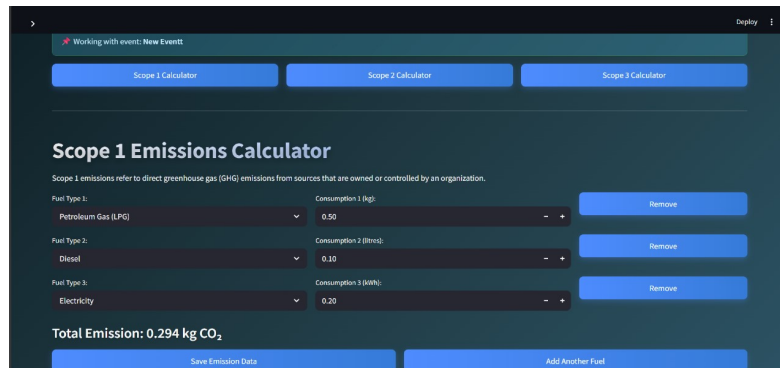 Deploy
📌 Working with event: New Eventt
Scope 1 Calculator
Scope 2 Calculator
Scope 3 Calculator
Scope 1 Emissions Calculator
Scope 1 emissions refer to direct greenhouse gas (GHG) emissions from sources that are owned or controlled by an organization.
Fuel Type 1:
Consumption 1 (kg):
Petroleum Gas (LPG)
0.50
Remove
Fuel Type 2:
Consumption 2 (litres):
Diesel
0.10
Remove
Fuel Type 3:
Consumption 3 (kWh):
Electricity
0.20
Remove
Total Emission: 0.294 kg CO₂
Save Emission Data
Add Another Fuel